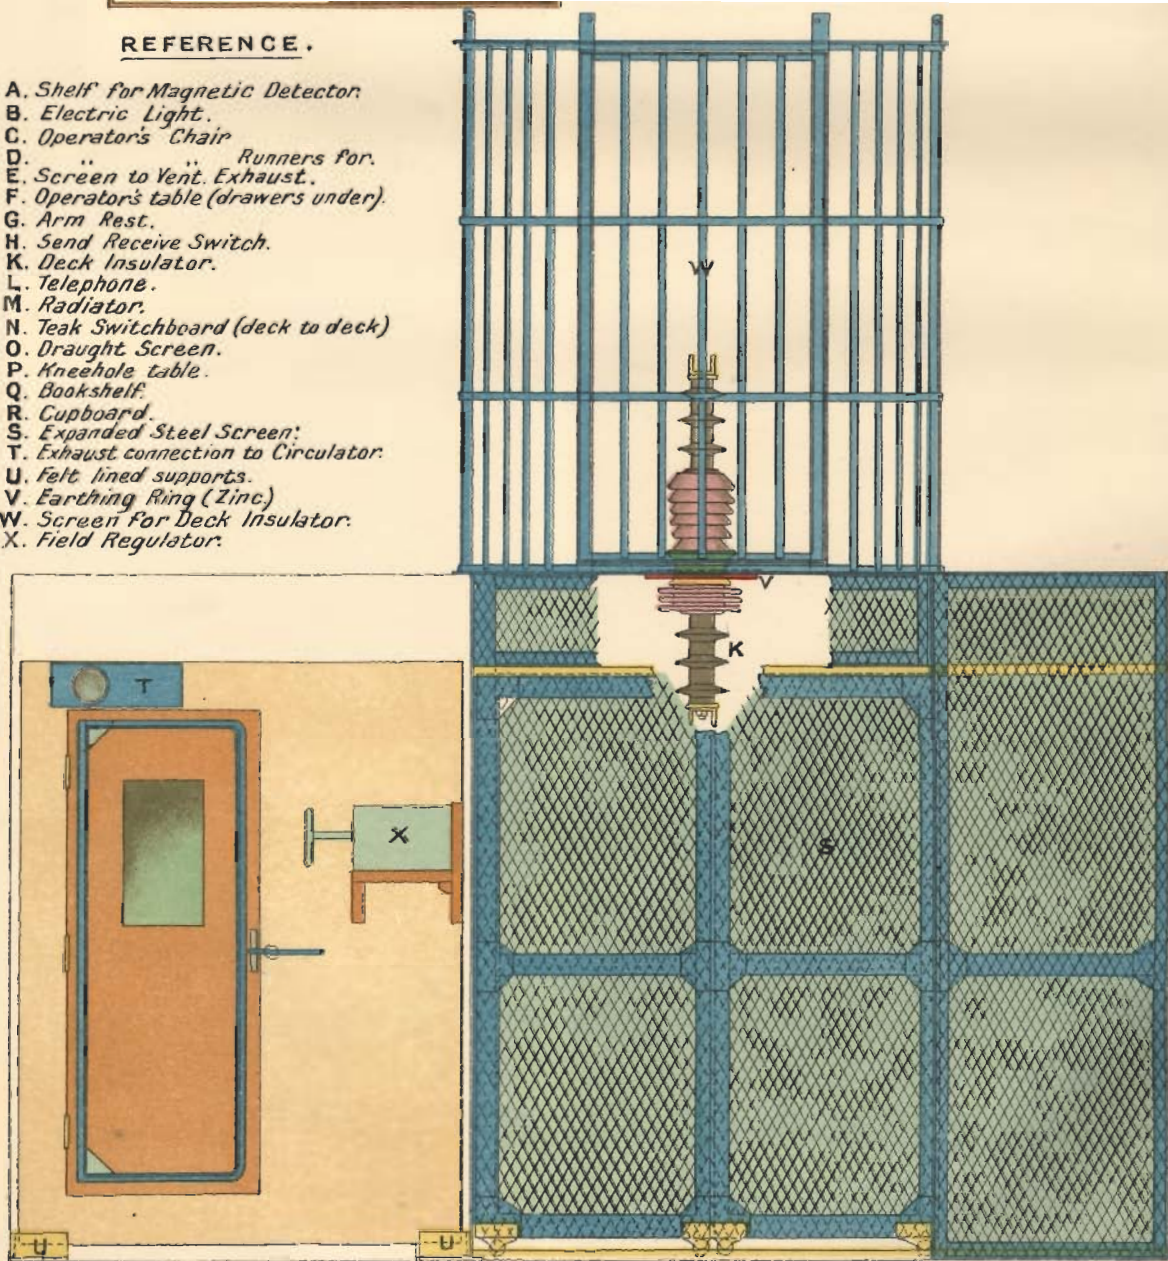 REFERENCE.
A. Shelf for Magnetic Detector.
B. Electric Light.
C. Operator's Chair
D. ,, ,, Runners for.
E. Screen to Vent. Exhaust.
F. Operator's table (drawers under).
G. Arm Rest.
H. Send Receive Switch.
K. Deck Insulator.
L. Telephone.
M. Radiator.
N. Teak Switchboard (deck to deck)
O. Draught Screen.
P. Kneehole table.
Q. Bookshelf.
R. Cupboard.
S. Expanded Steel Screen:
T. Exhaust connection to Circulator.
U. Felt lined supports.
V. Earthing Ring (Zinc.)
W. Screen for Deck Insulator.
X. Field Regulator.
W
V
K
T
X
S
U
U